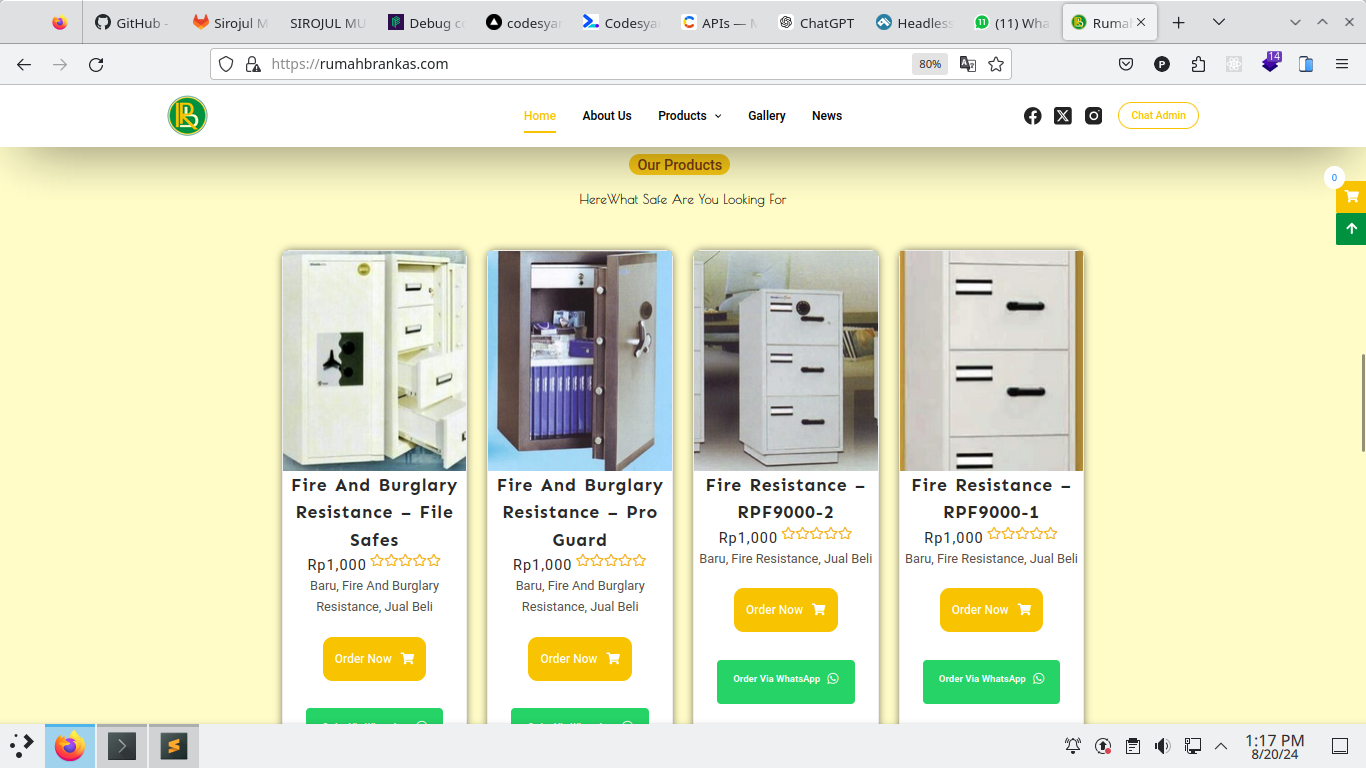 GitHub -
Sirojul M
SIROJUL MU
Debug co
codesyar
Codesyar
APIs — M
ChatGPT
Headless
(11) Wha
Rumah
https://rumahbrankas.com
80%
14
Home
About Us
Products
Gallery
News
Chat Admin
Our Products
HereWhat Safe Are You Looking For
0
Fire And Burglary
Resistance – File
Safes
Rp1,000
Baru, Fire And Burglary
Resistance, Jual Beli
Order Now
Fire And Burglary
Resistance – Pro
Guard
Rp1,000
Baru, Fire And Burglary
Resistance, Jual Beli
Order Now
Fire Resistance –
RPF9000-2
Rp1,000
Baru, Fire Resistance, Jual Beli
Order Now
Order Via WhatsApp
Fire Resistance –
RPF9000-1
Rp1,000
Baru, Fire Resistance, Jual Beli
Order Now
Order Via WhatsApp
1:17 PM
8/20/24